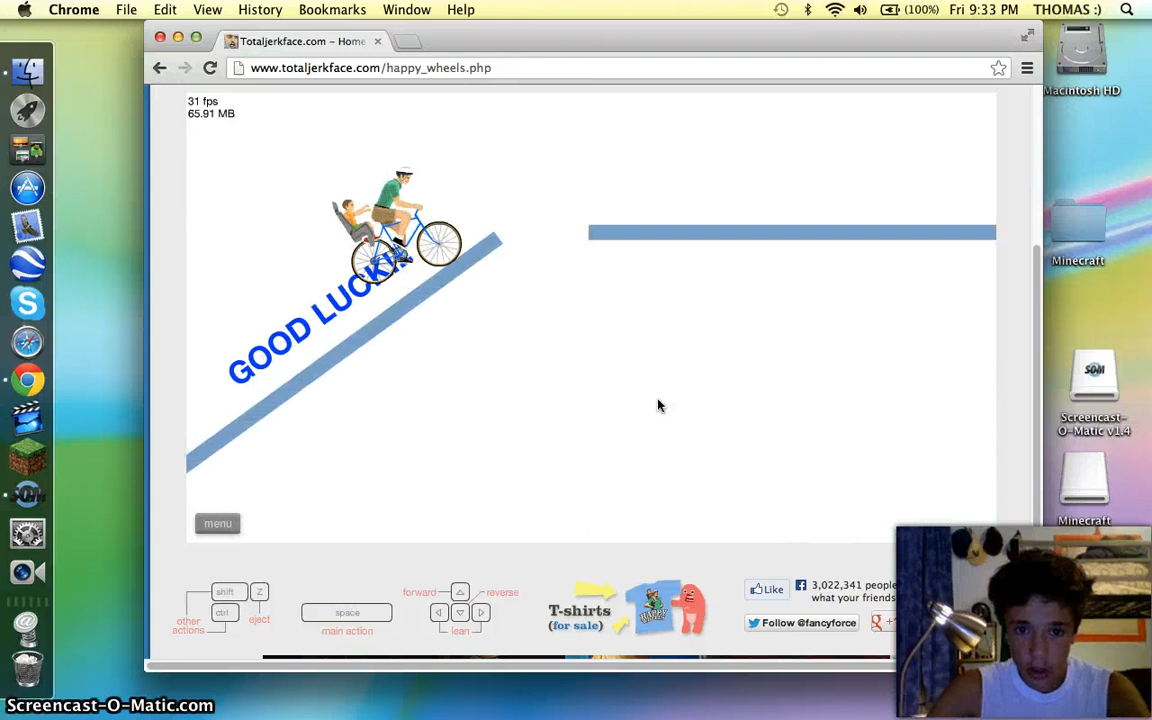 Chrome File Edit View History Bookmarks Window Help (100%) Fri 9:33 PM THOMAS :)
Totaljerkface.com - Home
www.totaljerkface.com/happy_wheels.php
Macintosh HD
31 fps
65.91 MB
GOOD LUCK
Minecraft
SOM
Screencast-
O-Matic v1.4
Minecraft
menu
shift Z
ctrl
eject
other
actions
space
main action
forward
reverse
lean
T-shirts
(for sale)
HAPPY
Like
3,022,341 people
what your friends
Follow @fancyforce
Screencast-O-Matic.com